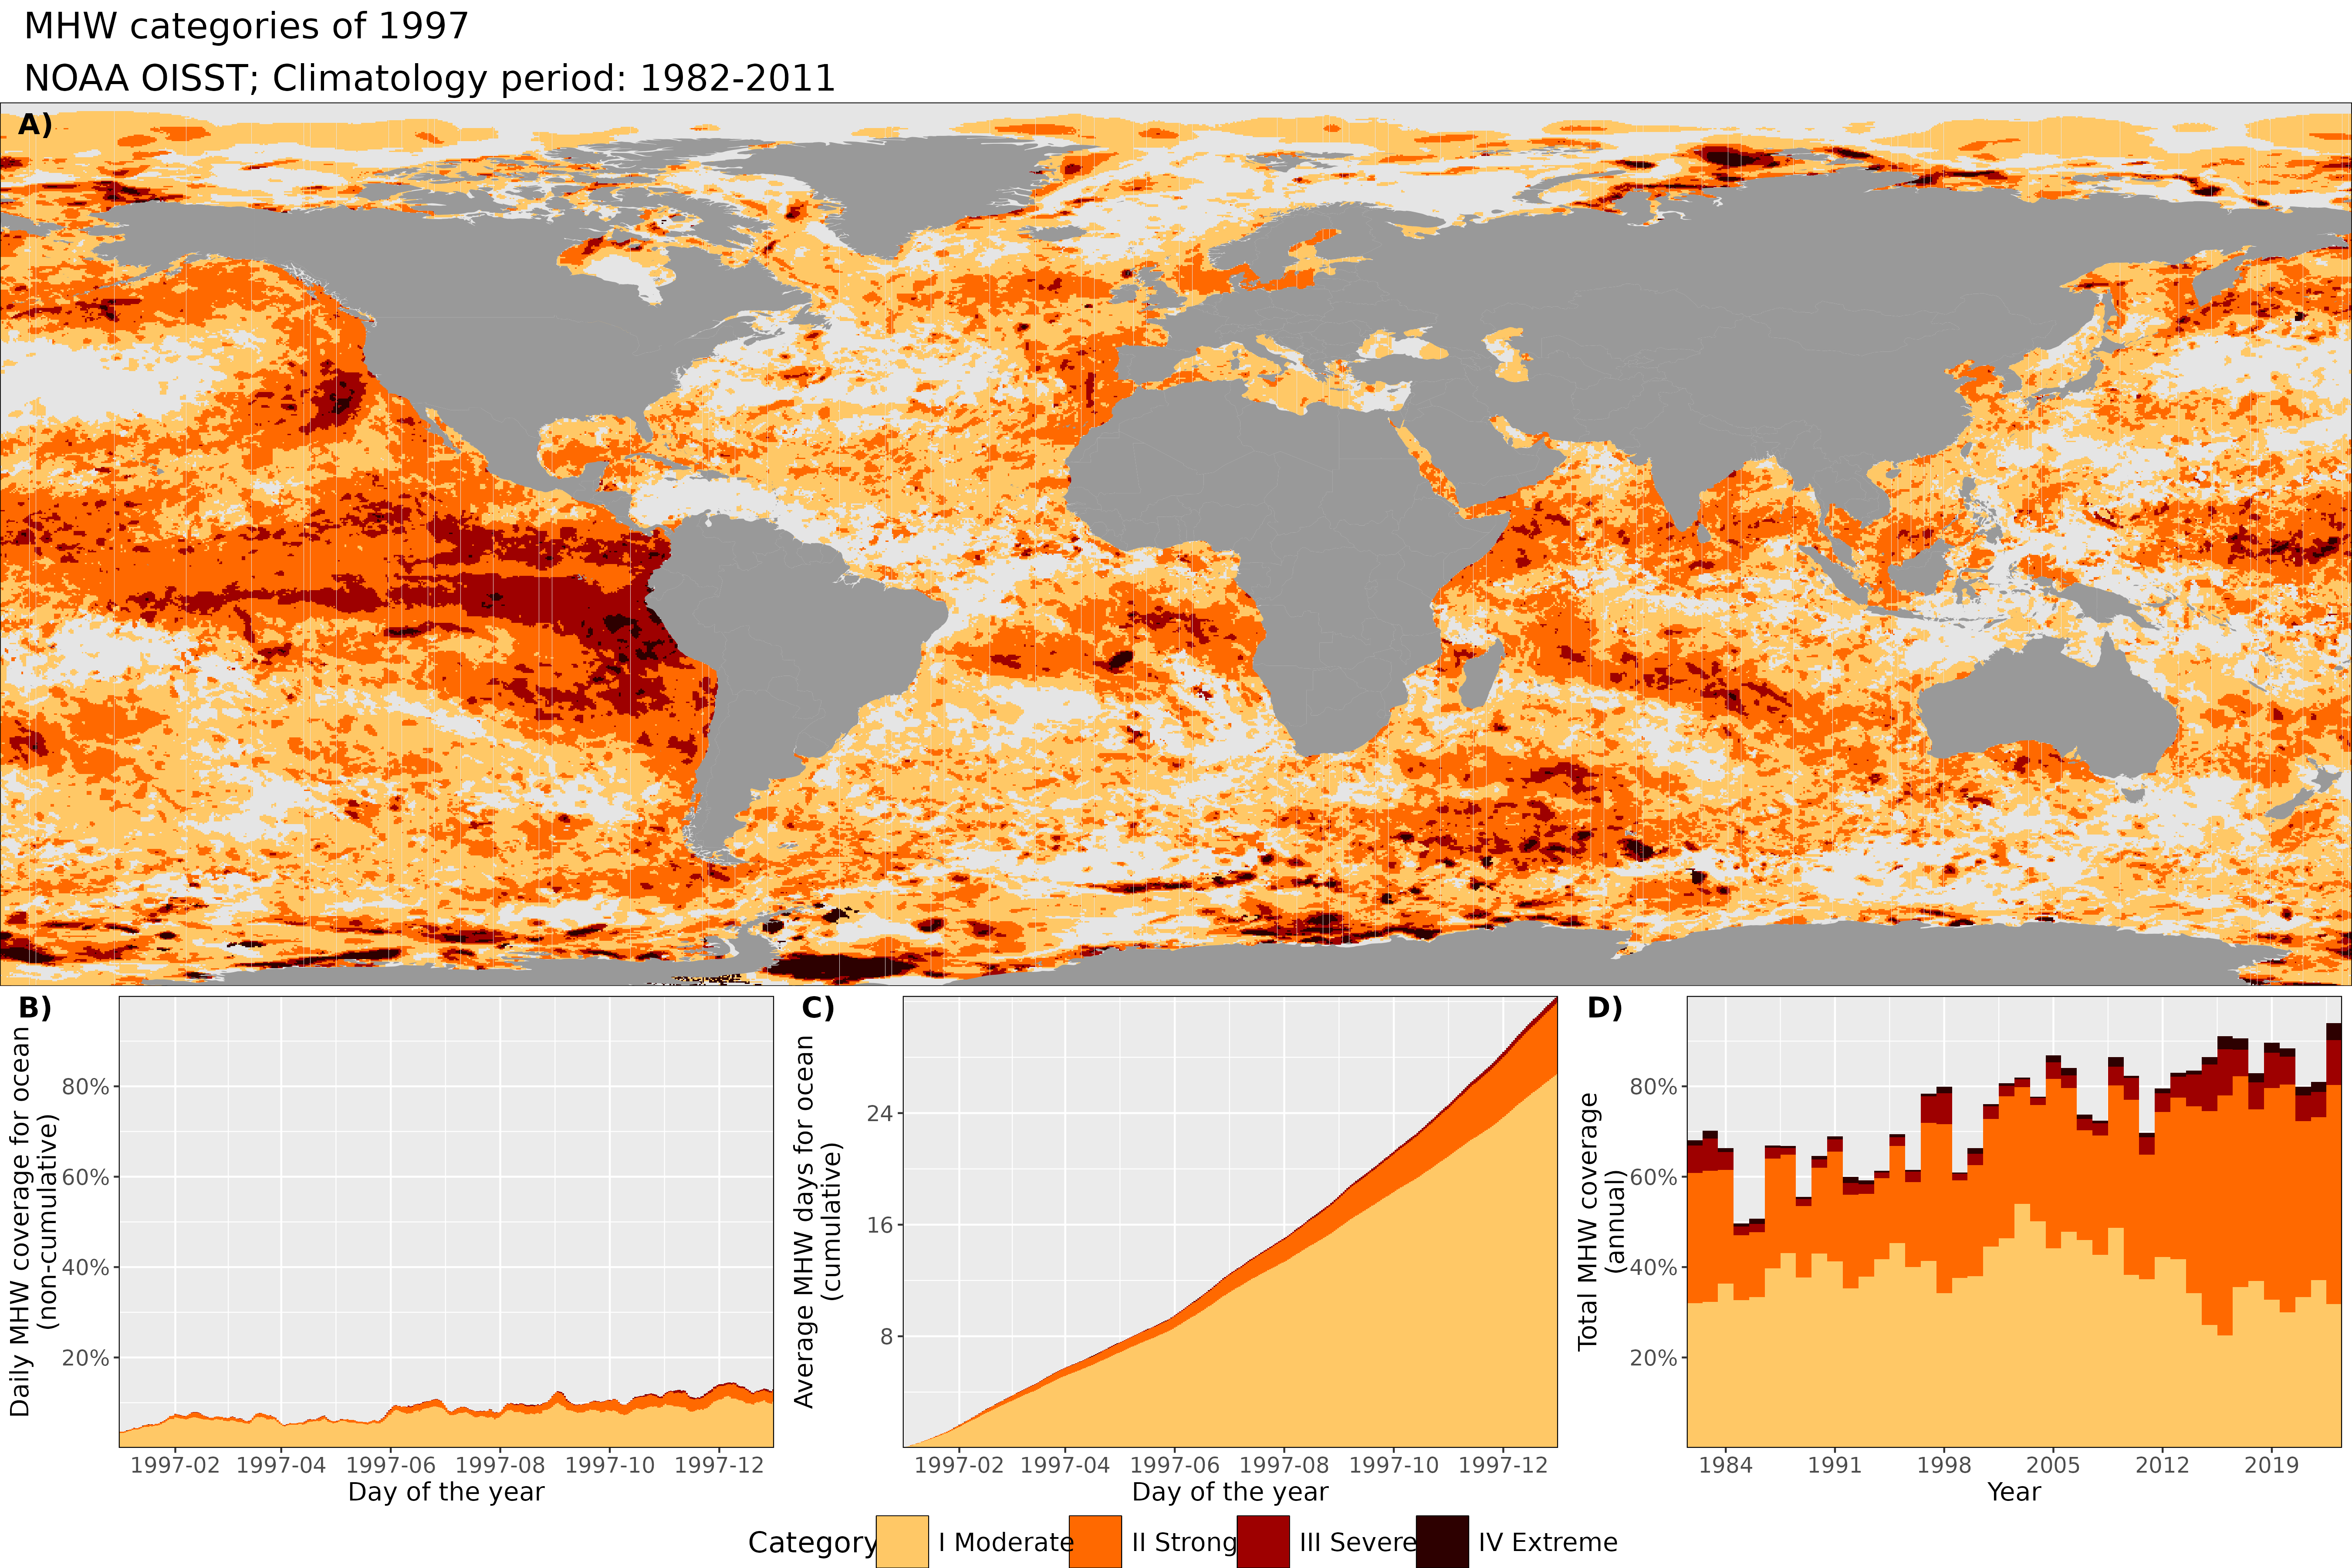 MHW categories of 1997
NOAA OISST; Climatology period: 1982-2011
A)
B)
Daily MHW coverage for ocean
(non-cumulative)
80%
60%
40%
20%
1997-02 1997-04 1997-06 1997-08 1997-10 1997-12
Day of the year
C)
Average MHW days for ocean
(cumulative)
24
16
8
1997-02 1997-04 1997-06 1997-08 1997-10 1997-12
Day of the year
D)
Total MHW coverage
(annual)
80%
60%
40%
20%
1984 1991 1998 2005 2012 2019
Year
Category I Moderate II Strong III Severe IV Extreme